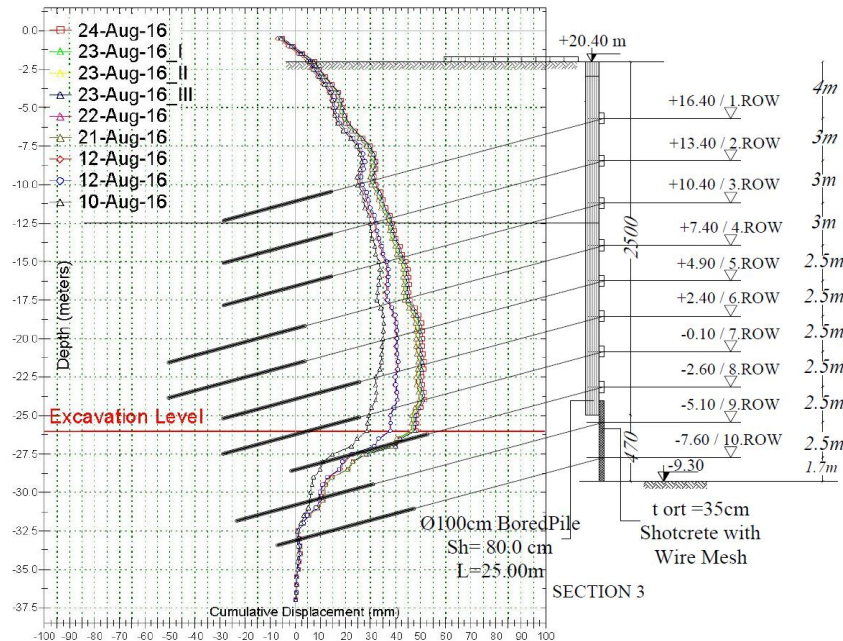 24-Aug-16
23-Aug-16_I
23-Aug-16_II
23-Aug-16_III
22-Aug-16
21-Aug-16
12-Aug-16
12-Aug-16
10-Aug-16
Depth (meters)
0.0
-2.5
-5.0
-7.5
-10.0
-12.5
-15.0
-17.5
-20.0
-22.5
-25.0
-27.5
-30.0
-32.5
-35.0
-37.5
Excavation Level
Cumulative Displacement (mm)
-100 -90 -80 -70 -60 -50 -40 -30 -20 -10 0 10 20 30 40 50 60 70 80 90 100
+20.40 m
+16.40 / 1.ROW
+13.40 / 2.ROW
+10.40 / 3.ROW
+7.40 / 4.ROW
+4.90 / 5.ROW
+2.40 / 6.ROW
-0.10 / 7.ROW
-2.60 / 8.ROW
-5.10 / 9.ROW
-7.60 / 10.ROW
-9.30
4m
3m
3m
3m
2.5m
2.5m
2.5m
2.5m
2.5m
2.5m
1.7m
2500
470
Ø100cm BoredPile
Sh= 80.0 cm
L=25.00m
t ort =35cm
Shotcrete with
Wire Mesh
SECTION 3